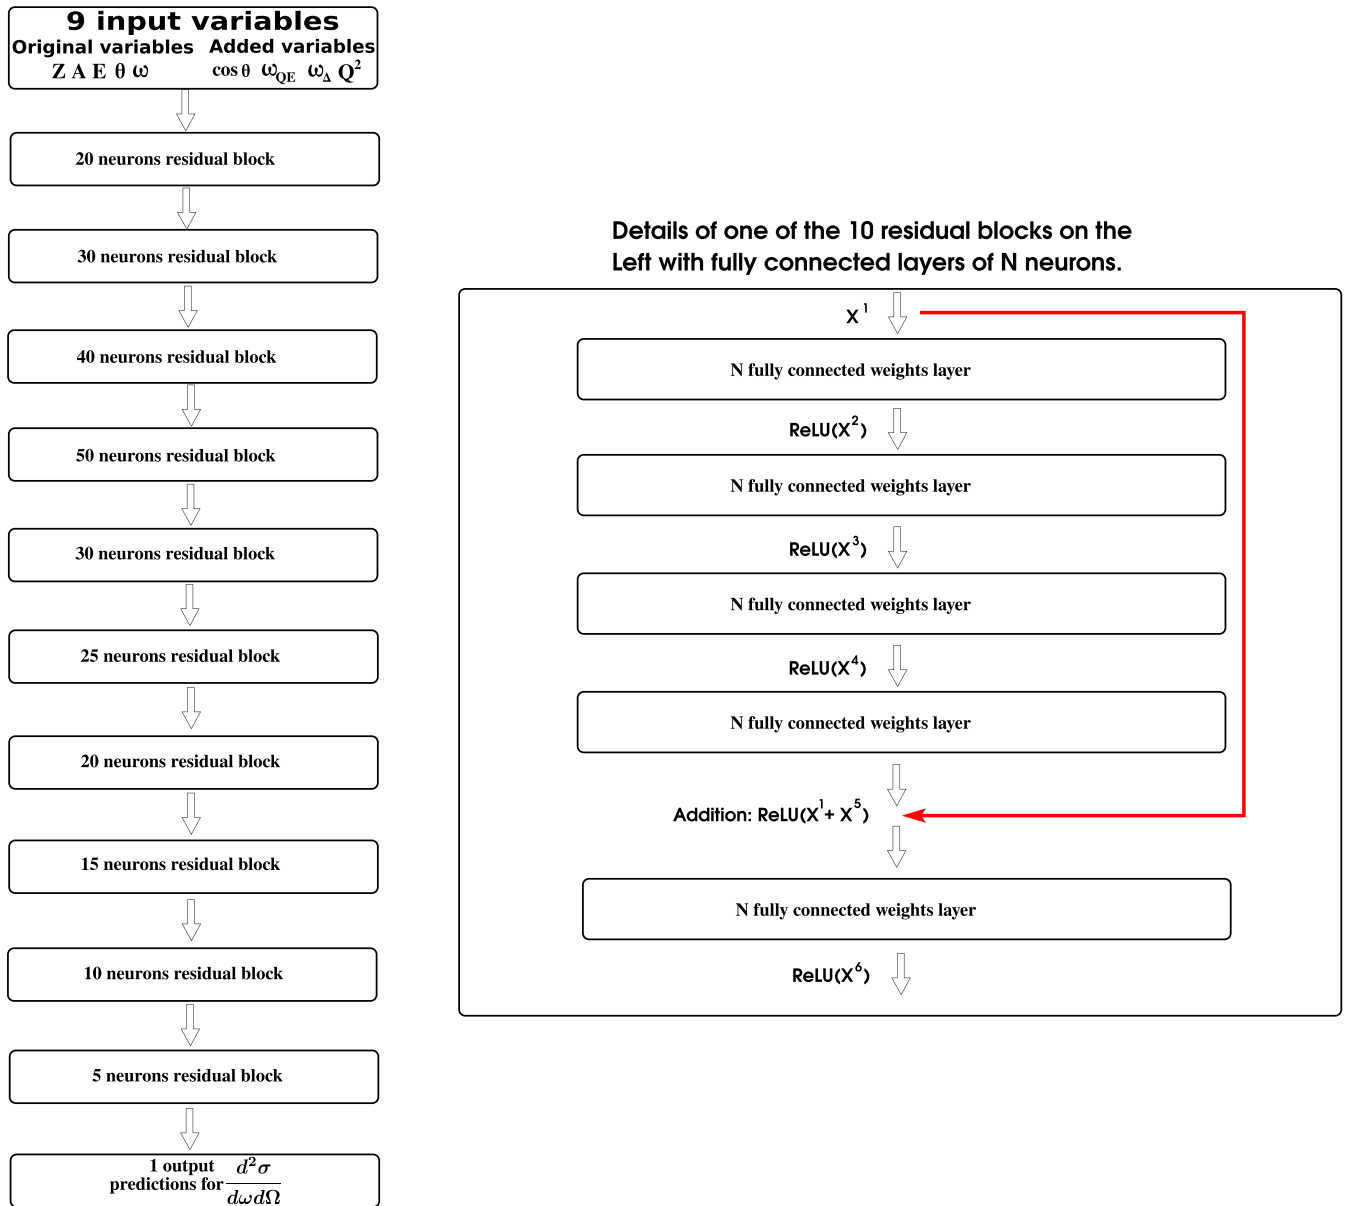 9 input variables
Original variables Added variables
Z A E θ ω cos θ ω_QE ω_Δ Q²
20 neurons residual block
30 neurons residual block
40 neurons residual block
50 neurons residual block
30 neurons residual block
25 neurons residual block
20 neurons residual block
15 neurons residual block
10 neurons residual block
5 neurons residual block
1 output
predictions for d²σ/dωdΩ
Details of one of the 10 residual blocks on the
Left with fully connected layers of N neurons.
X¹
N fully connected weights layer
ReLU(X²)
N fully connected weights layer
ReLU(X³)
N fully connected weights layer
ReLU(X⁴)
N fully connected weights layer
Addition: ReLU(X¹+ X⁵)
N fully connected weights layer
ReLU(X⁶)